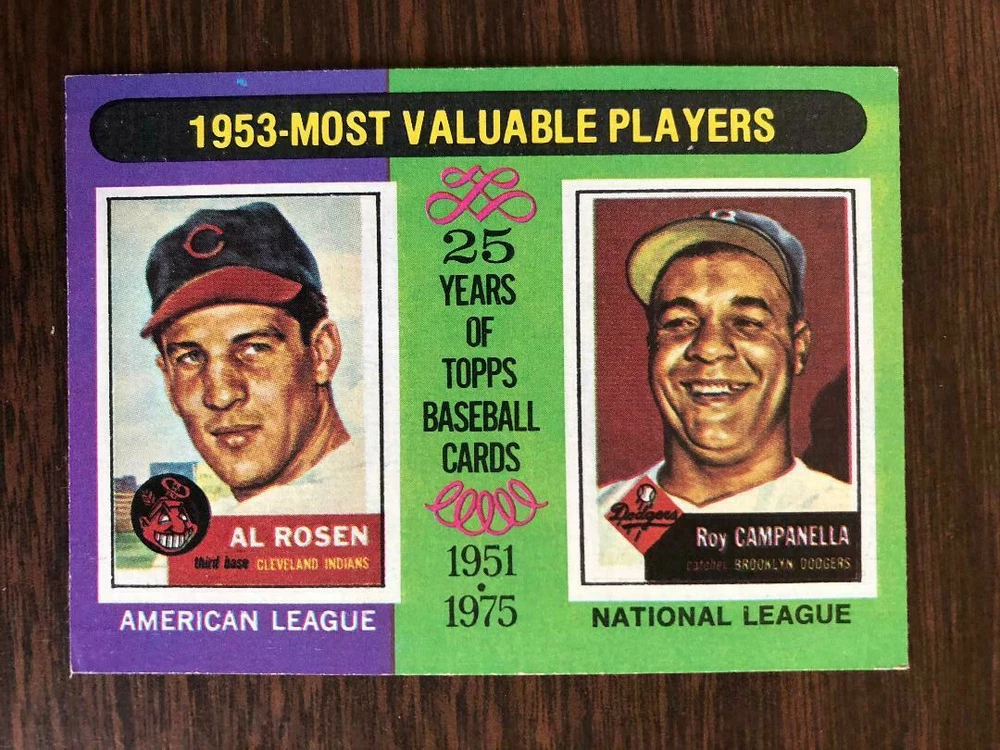 1953-MOST VALUABLE PLAYERS
25
YEARS
OF
TOPPS
BASEBALL
CARDS
1951
•
1975
C
AL ROSEN
third base CLEVELAND INDIANS
AMERICAN LEAGUE
B
Dodgers
Roy CAMPANELLA
catcher BROOKLYN DODGERS
NATIONAL LEAGUE